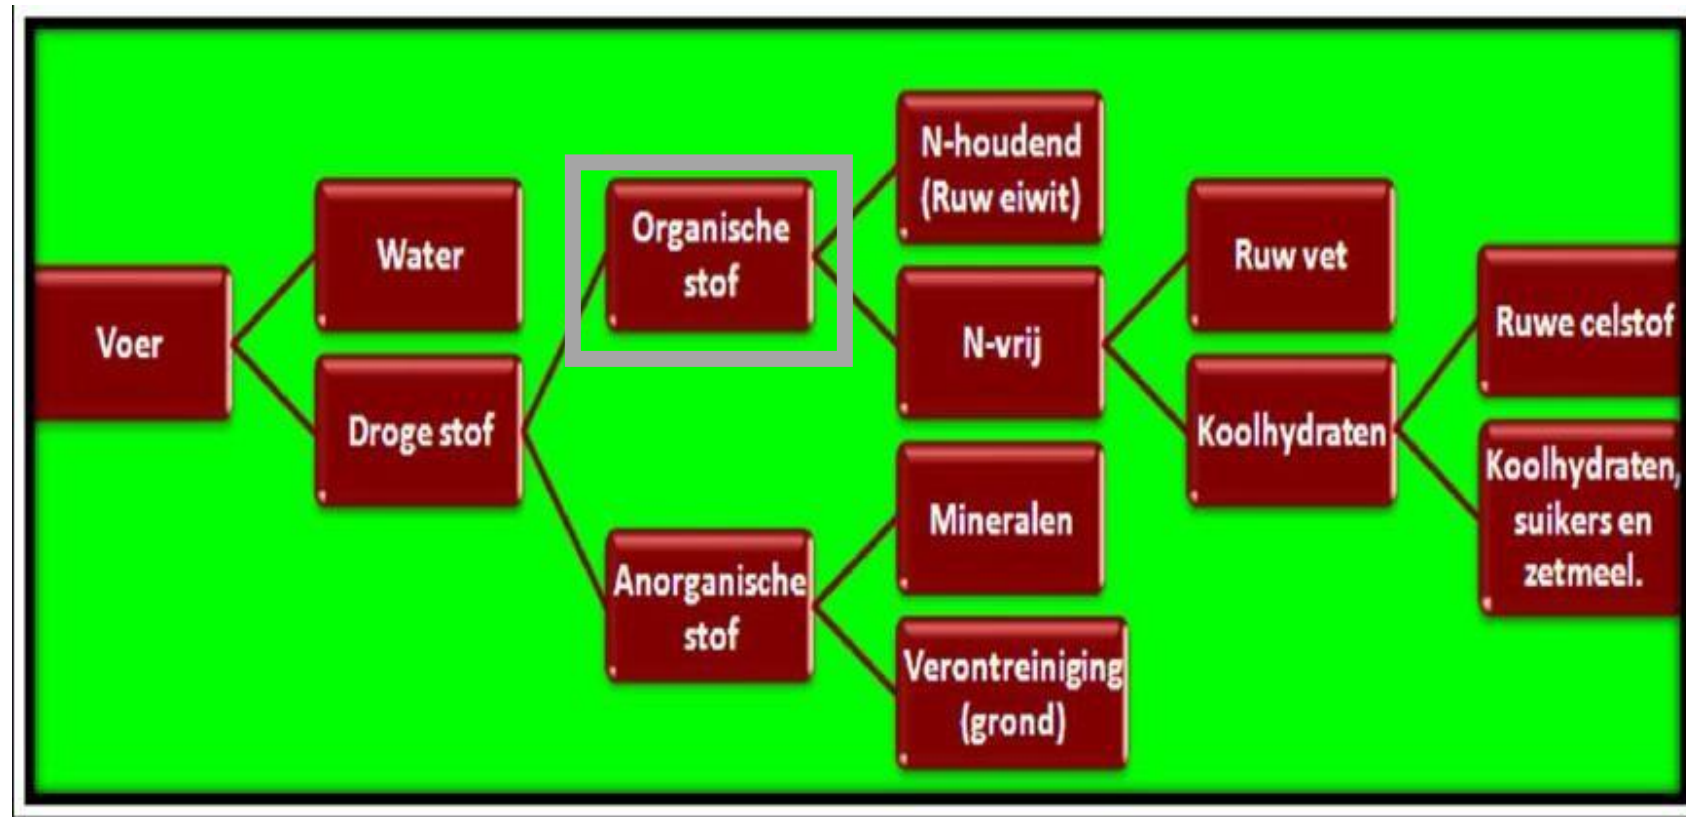 Voer
Water
Droge stof
Organische
stof
Anorganische
stof
N-houdend
(Ruw eiwit)
N-vrij
Mineralen
Verontreiniging
(grond)
Ruw vet
Koolhydraten
Ruwe celstof
Koolhydraten,
suikers en
zetmeel.